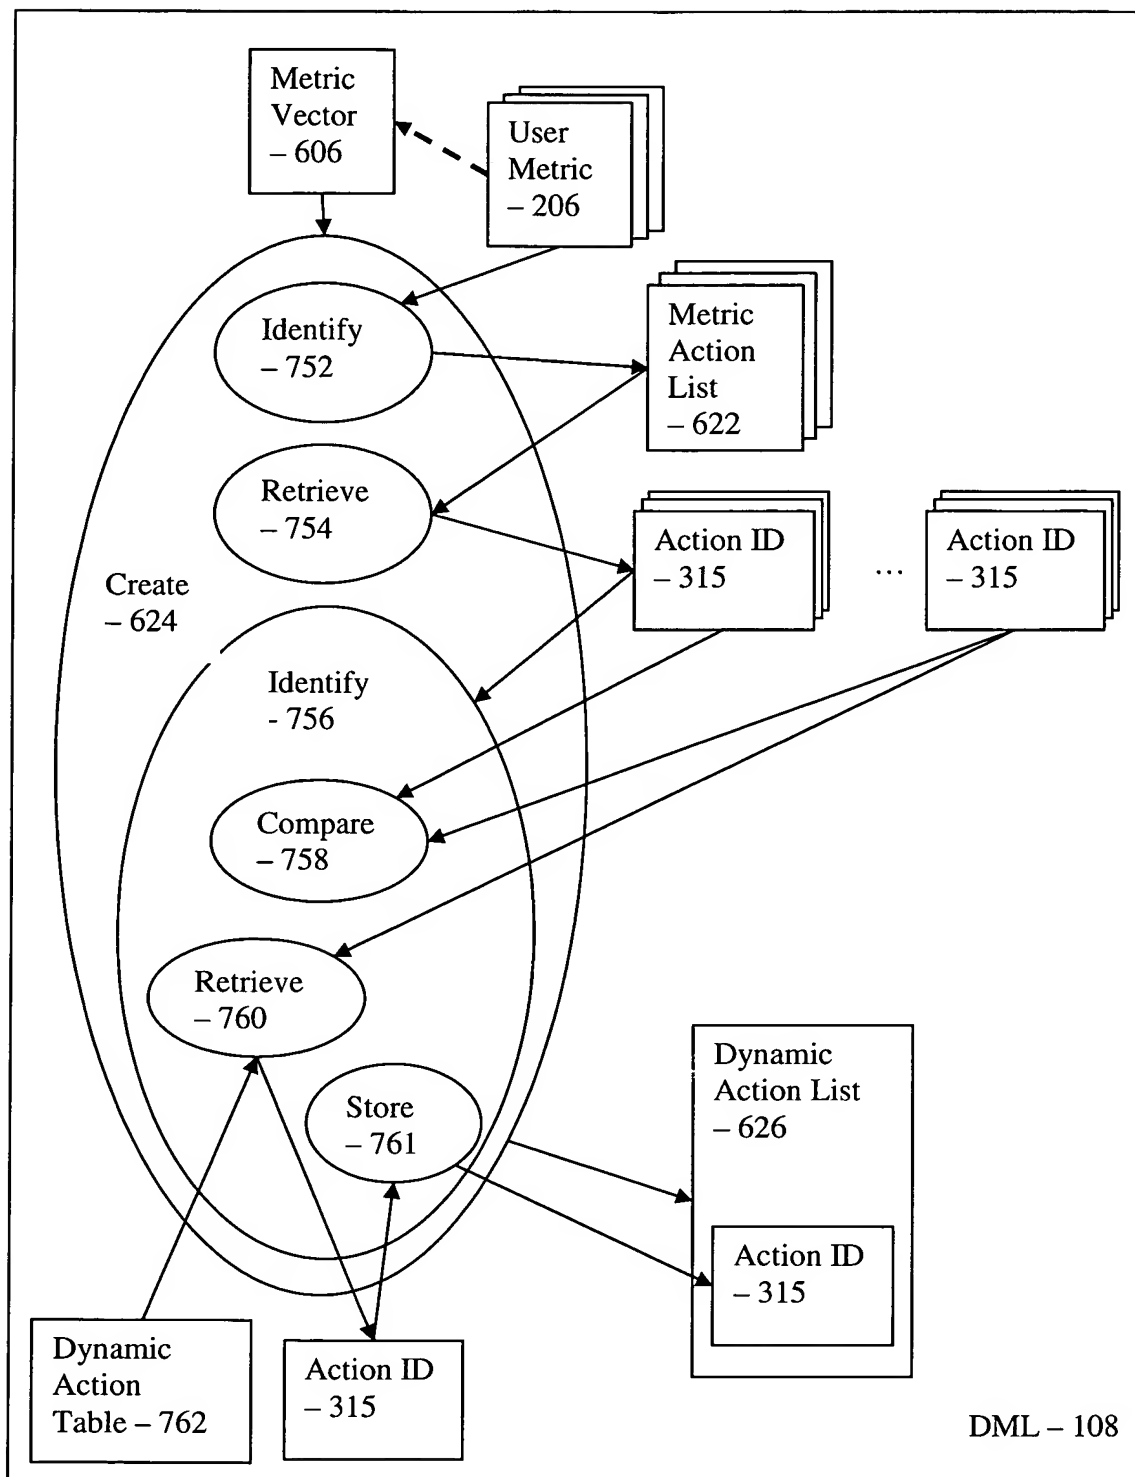 Metric
Vector
– 606
User
Metric
– 206
Identify
– 752
Metric
Action
List
– 622
Retrieve
– 754
Action ID
– 315
...
Action ID
– 315
Create
– 624
Identify
- 756
Compare
– 758
Retrieve
– 760
Dynamic
Action List
– 626
Store
– 761
Action ID
– 315
Dynamic
Action
Table – 762
Action ID
– 315
DML – 108